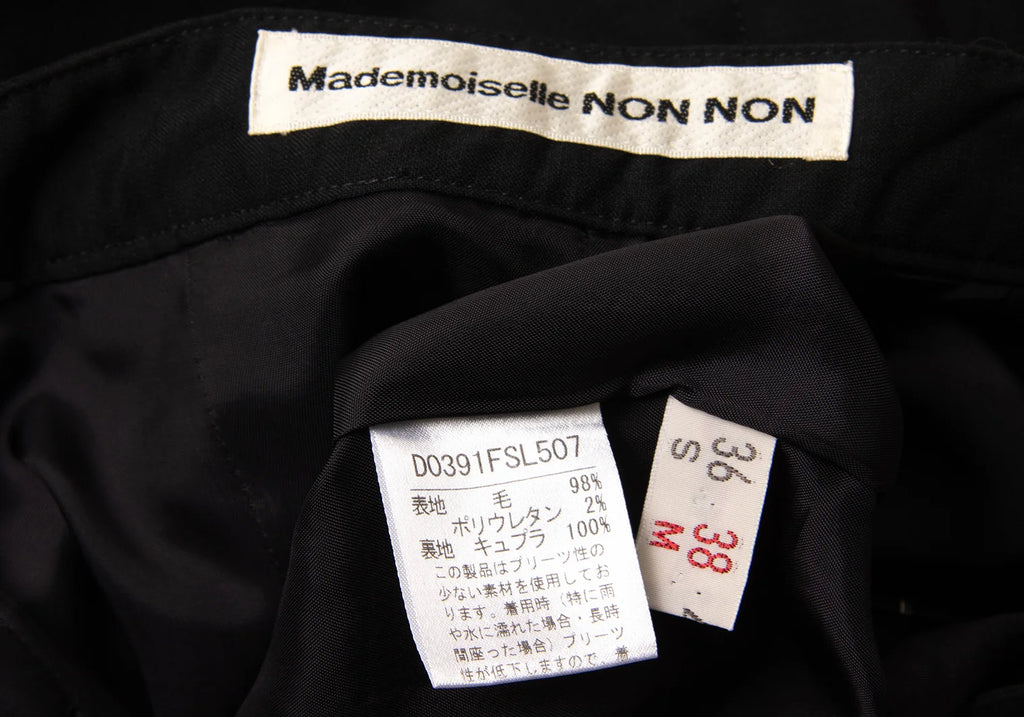 Mademoiselle NON NON
D0391FSL507
表地 毛 98%
ポリウレタン 2%
裏地 キュプラ 100%
この製品はプリーツ性の
少ない素材を使用してお
ります。着用時(特に雨
や水に濡れた場合・長時
間座った場合)プリーツ
性が低下しますので、着
36 38
S M